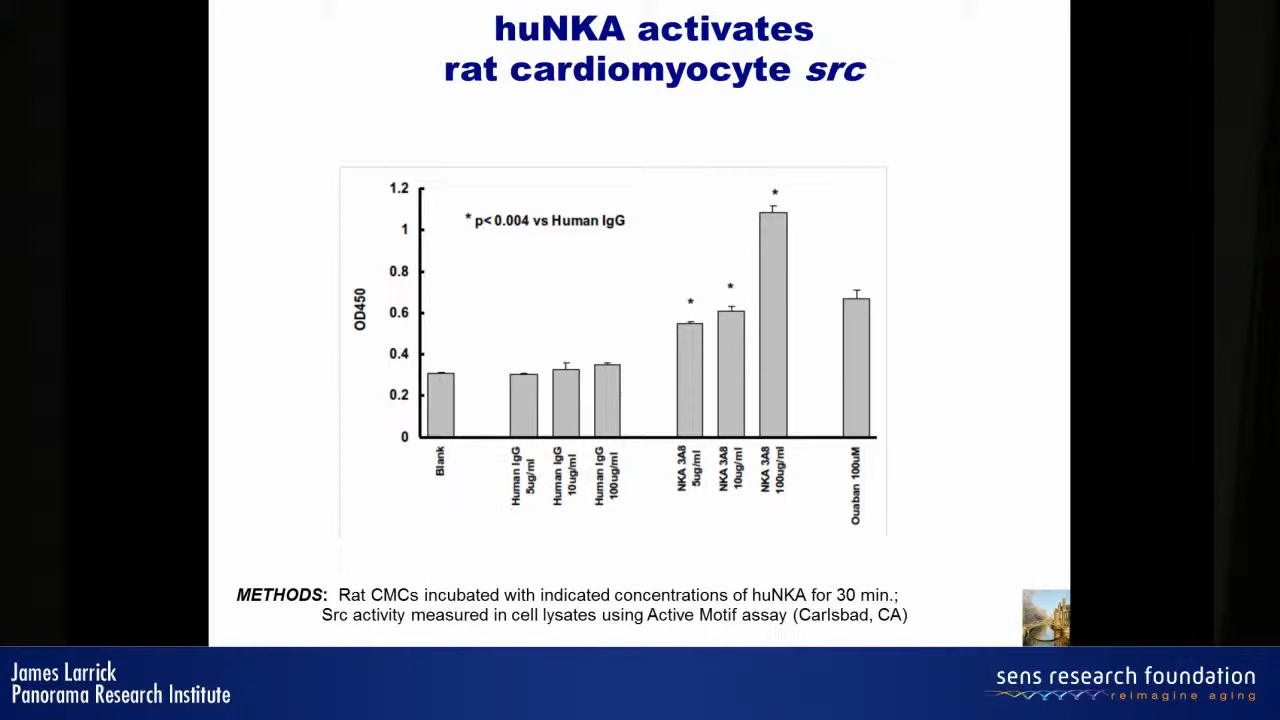 huNKA activates
rat cardiomyocyte src
1.2
1
0.8
0.6
0.4
0.2
0
OD450
* p< 0.004 vs Human IgG
*
*
*
Blank
Human IgG
5ug/ml
Human IgG
10ug/ml
Human IgG
100ug/ml
NKA 3A8
5ug/ml
NKA 3A8
10ug/ml
NKA 3A8
100ug/ml
Ouaban 100uM
METHODS: Rat CMCs incubated with indicated concentrations of huNKA for 30 min.;
Src activity measured in cell lysates using Active Motif assay (Carlsbad, CA)
James Larrick
Panorama Research Institute
sens research foundation
reimagine aging